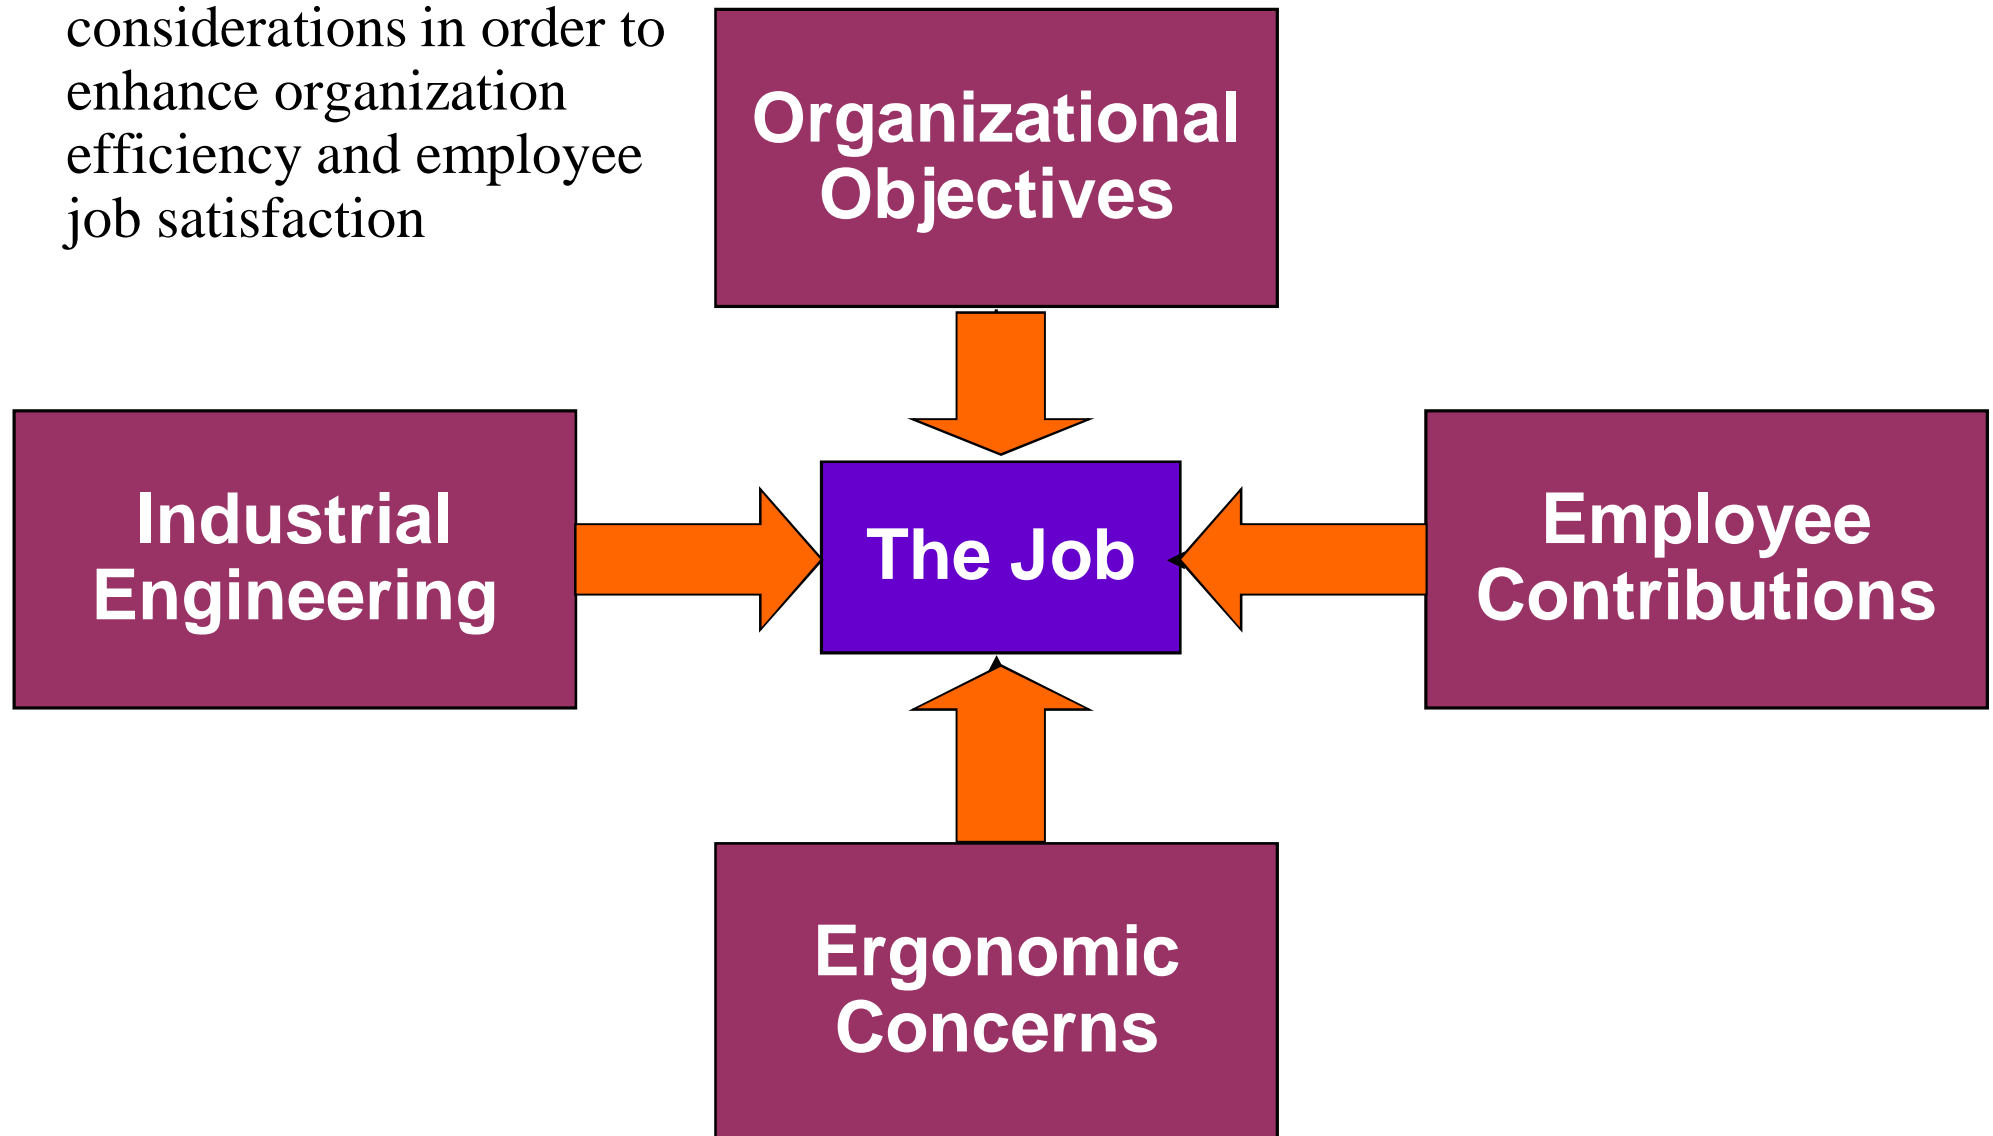 considerations in order to
enhance organization
efficiency and employee
job satisfaction
Organizational
Objectives
Industrial
Engineering
The Job
Employee
Contributions
Ergonomic
Concerns